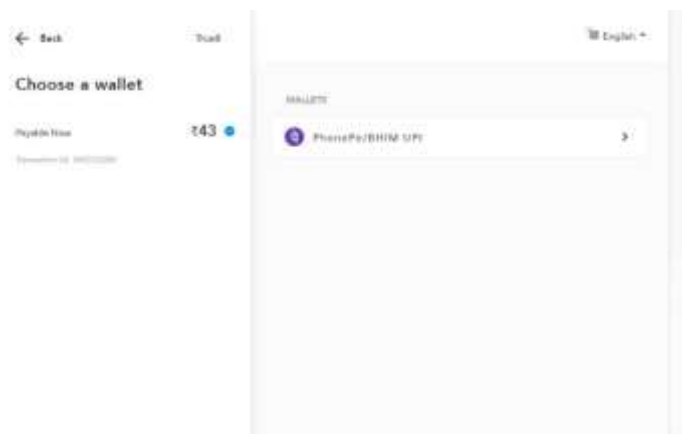 Back
English
Choose a wallet
WALLETS
Payable Now
₹43
PhonePe/BHIM UPI